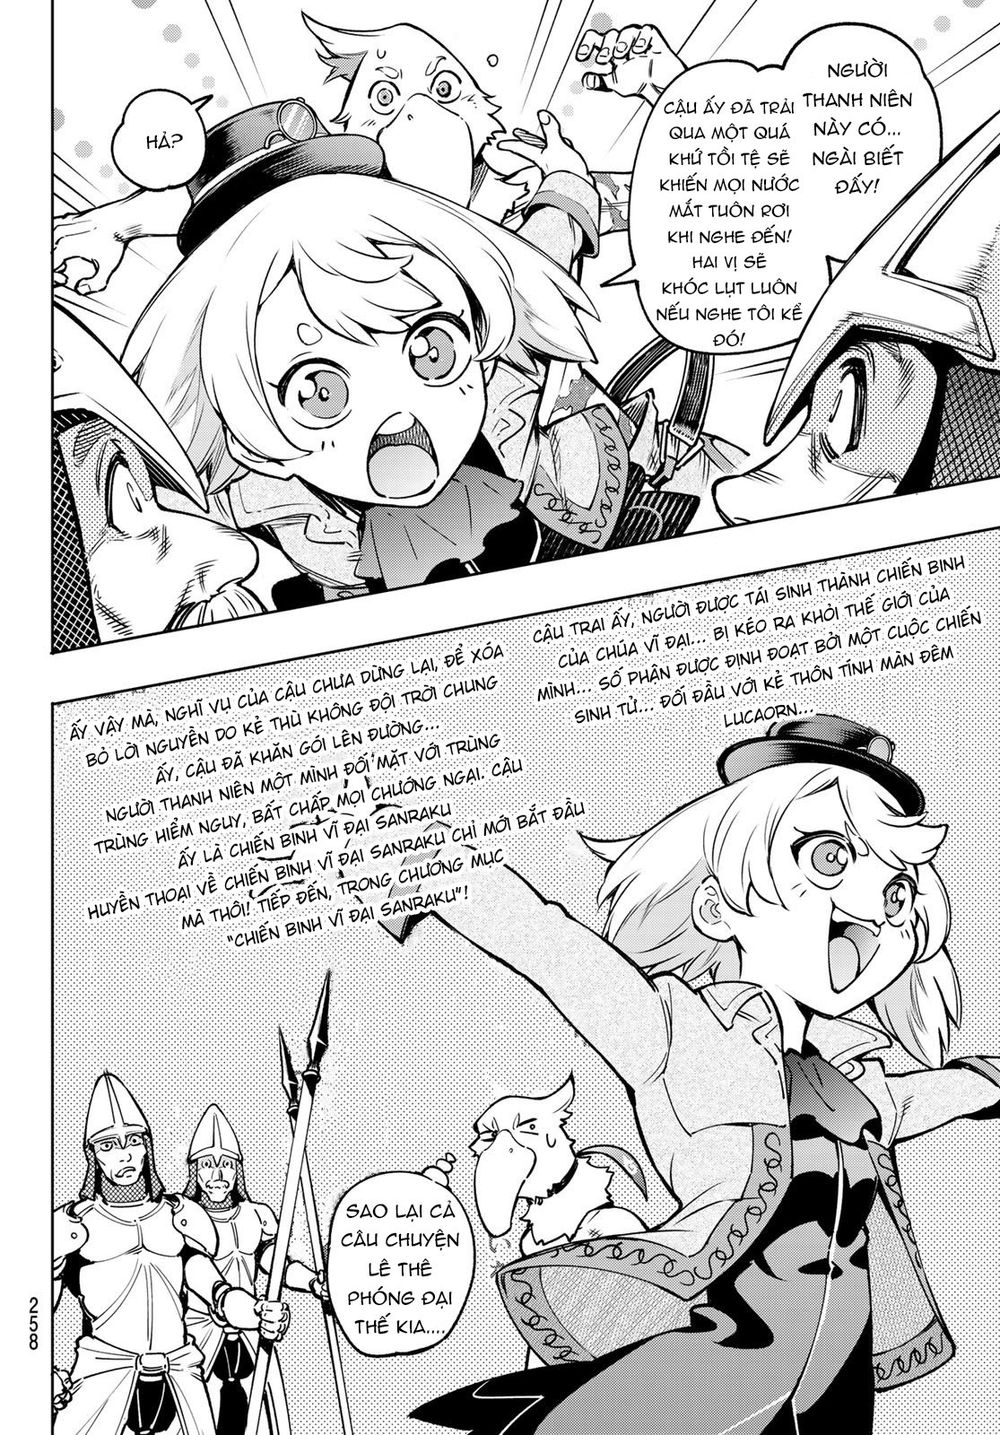 NGƯỜI
THANH NIÊN
NÀY CÓ...
NGÀI BIẾT
ĐẤY!
CẬU ẤY ĐÃ TRẢI
QUA MỘT QUÁ
KHỨ TỒI TỆ SẼ
KHIẾN MỌI NƯỚC
MẮT TUÔN RƠI
KHI NGHE ĐẾN!
HAI VỊ SẼ
KHÓC LỤT LUÔN
NẾU NGHE TÔI KỂ
ĐÓ!
HẢ?
CẬU TRAI ẤY, NGƯỜI ĐƯỢC TÁI SINH THÀNH CHIẾN BINH
CỦA CHÚA VĨ ĐẠI... BỊ KÉO RA KHỎI THẾ GIỚI CỦA
MÌNH... SỐ PHẬN ĐƯỢC ĐỊNH ĐOẠT BỞI MỘT CUỘC CHIẾN
SINH TỬ... ĐỐI ĐẦU VỚI KẺ THÔN TÍNH MÀN ĐÊM
LUCAORN...
ẤY VẬY MÀ, NGHĨ VỤ CỦA CẬU CHƯA DỪNG LẠI, ĐỂ XÓA
BỎ LỜI NGUYỀN DO KẺ THÙ KHÔNG ĐỘI TRỜI CHUNG
ẤY, CẬU ĐÃ KHĂN GÓI LÊN ĐƯỜNG...
NGƯỜI THANH NIÊN MỘT MÌNH ĐỐI MẶT VỚI TRÙNG
TRÙNG HIỂM NGUY, BẤT CHẤP MỌI CHƯỚNG NGẠI. CẬU
ẤY LÀ CHIẾN BINH VĨ ĐẠI SANRAKU
HUYỀN THOẠI VỀ CHIẾN BINH VĨ ĐẠI SANRAKU CHỈ MỚI BẮT ĐẦU
MÀ THÔI! TIẾP ĐẾN, TRONG CHƯƠNG MỤC
"CHIẾN BINH VĨ ĐẠI SANRAKU"!
SAO LẠI CẢ
CÂU CHUYỆN
LÊ THÊ
PHÓNG ĐẠI
THẾ KIA....
258